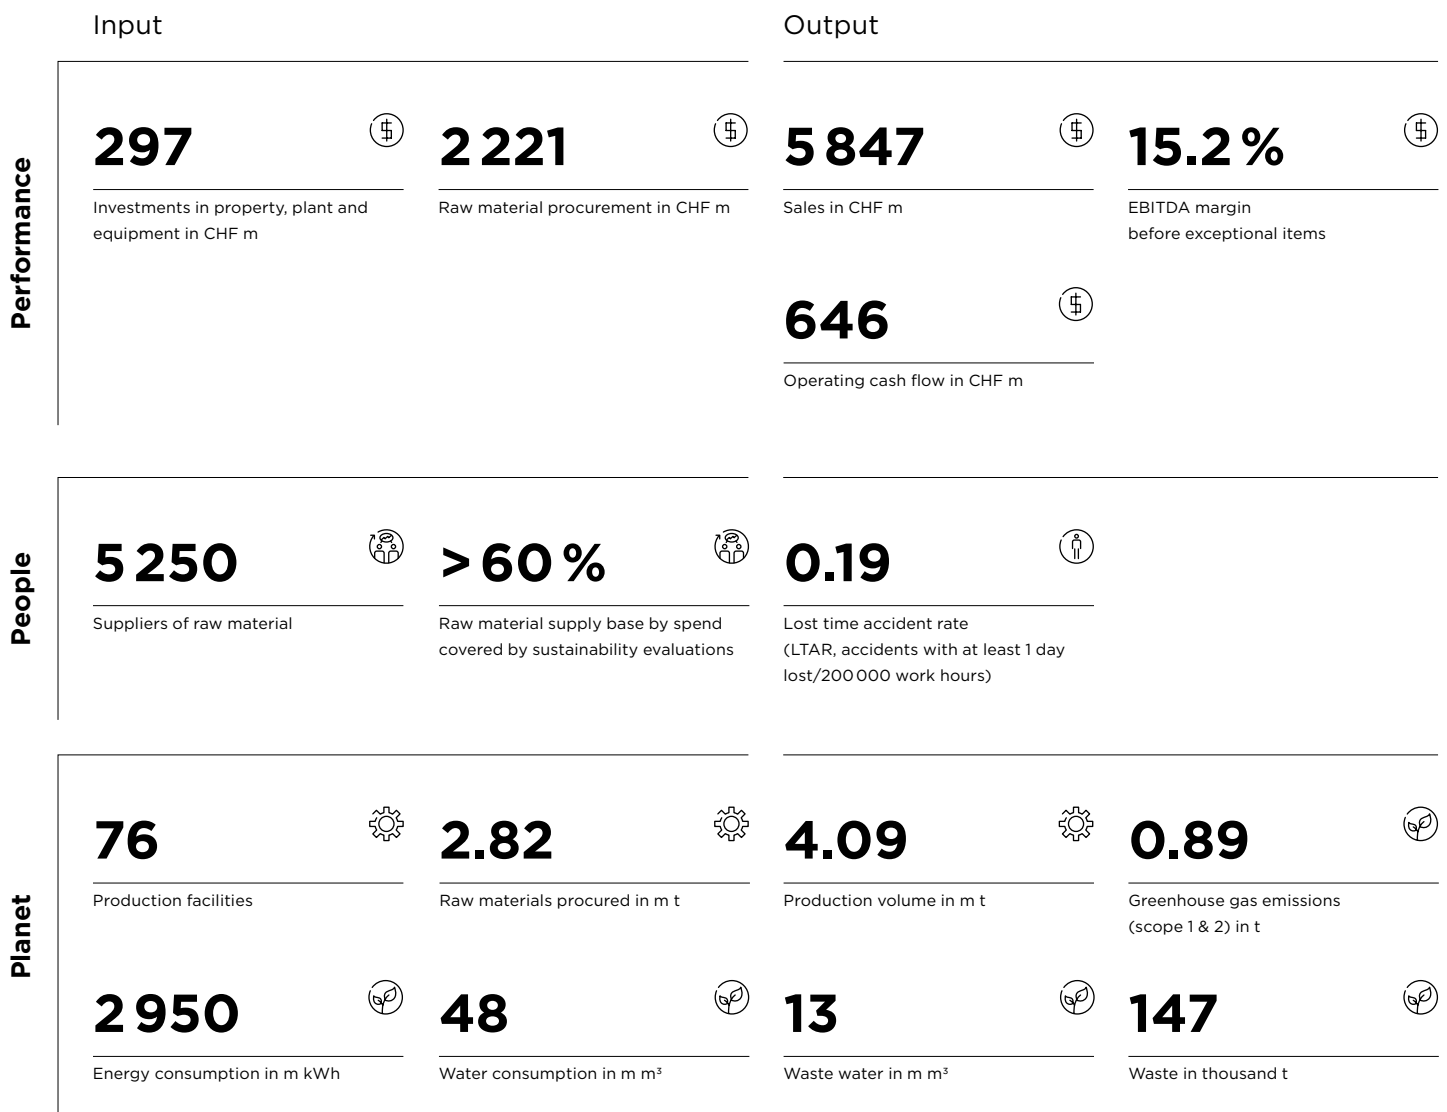 Input
Output
Performance
297
Investments in property, plant and
equipment in CHF m
2 221
Raw material procurement in CHF m
5 847
Sales in CHF m
15.2 %
EBITDA margin
before exceptional items
646
Operating cash flow in CHF m
People
5 250
Suppliers of raw material
> 60 %
Raw material supply base by spend
covered by sustainability evaluations
0.19
Lost time accident rate
(LTAR, accidents with at least 1 day
lost/200 000 work hours)
Planet
76
Production facilities
2.82
Raw materials procured in m t
4.09
Production volume in m t
0.89
Greenhouse gas emissions
(scope 1 & 2) in t
2 950
Energy consumption in m kWh
48
Water consumption in m m³
13
Waste water in m m³
147
Waste in thousand t